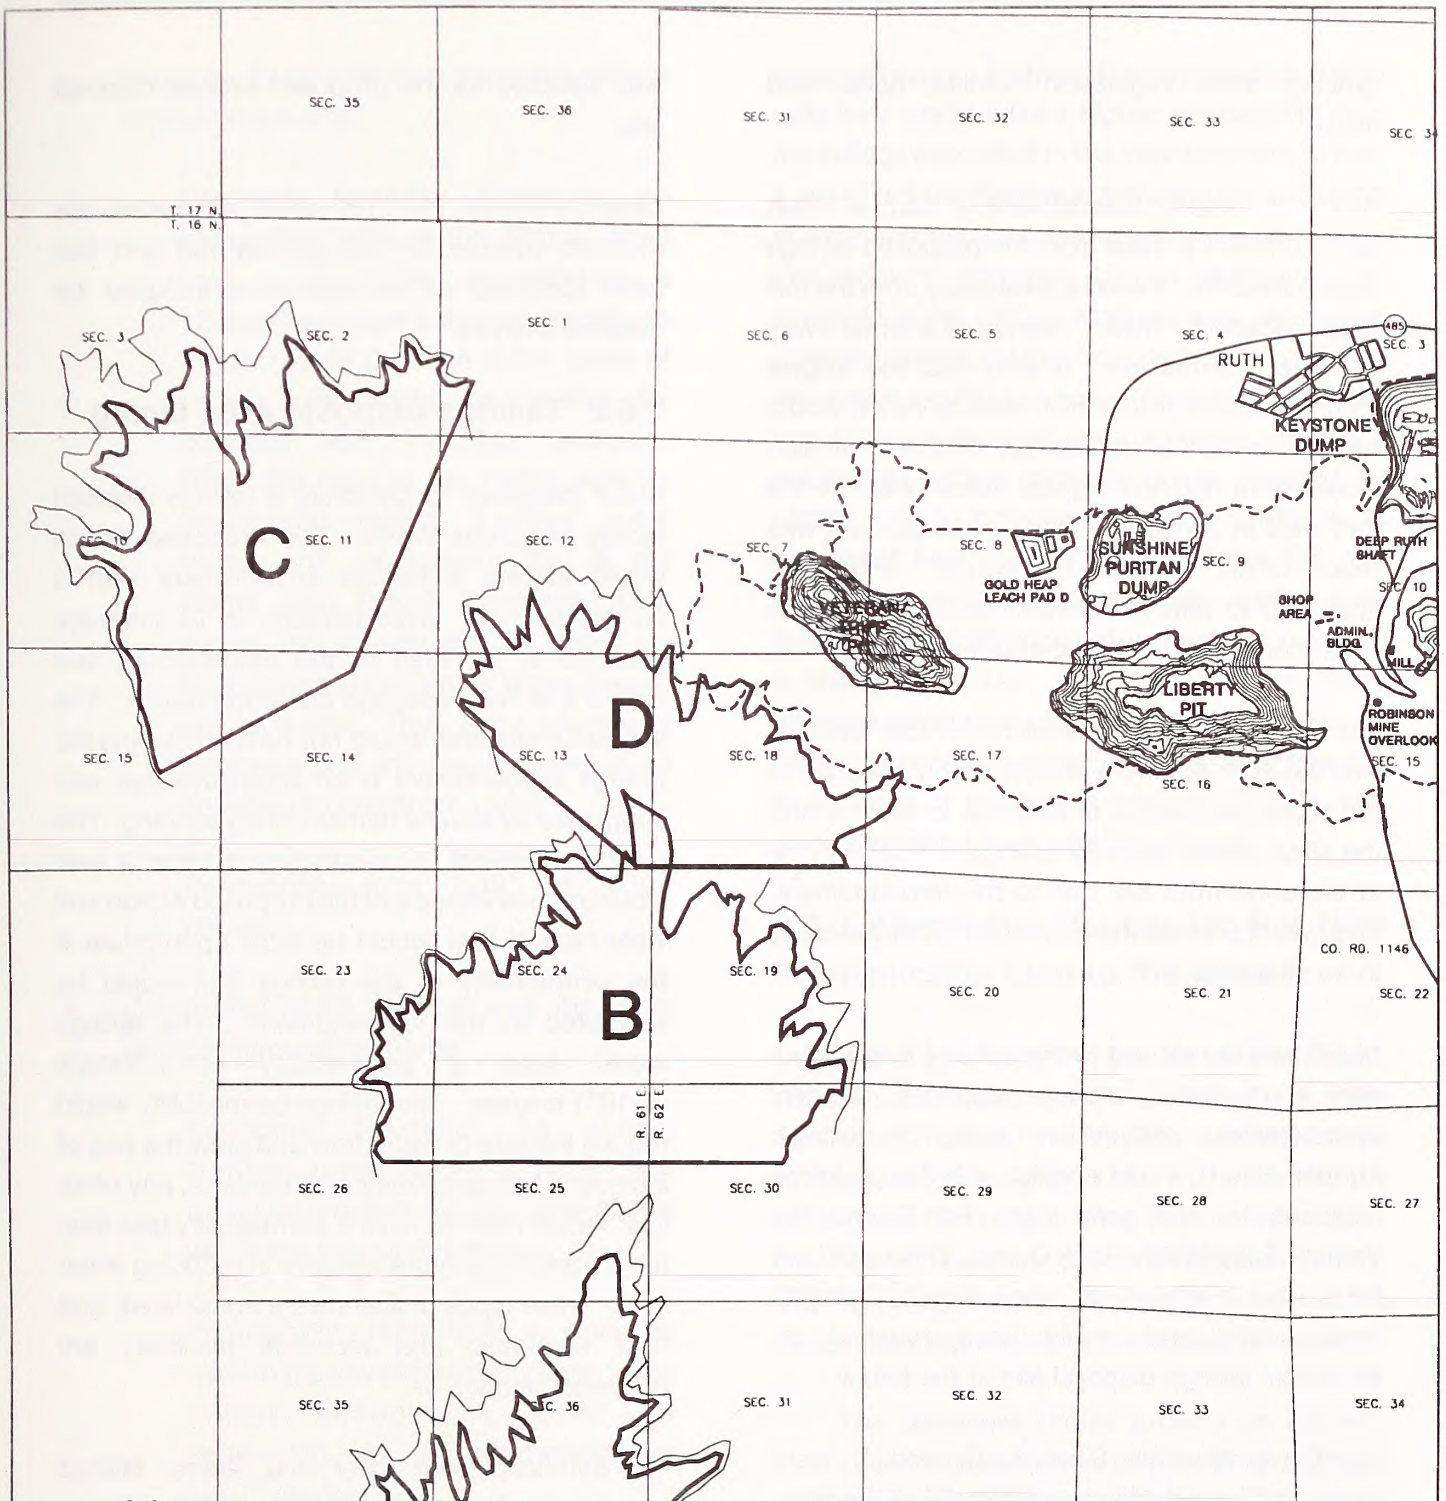 SEC. 35
SEC. 36
SEC. 31
SEC. 32
SEC. 33
SEC. 34
T. 17 N.
T. 16 N.
SEC. 3
SEC. 2
SEC. 1
SEC. 6
SEC. 5
SEC. 4
485
SEC. 3
RUTH
KEYSTONE
DUMP
SEC. 10
C
SEC. 11
SEC. 12
SEC. 7
SEC. 8
GOLD HEAP
LEACH PAD D
SUNSHINE/
PURITAN
DUMP
SEC. 9
DEEP RUTH
SHAFT
SEC. 10
SHOP
AREA
ADMIN.
BLDG.
MILL
VETERAN/
TRIPP
LIBERTY
PIT
ROBINSON
MINE
OVERLOOK
SEC. 15
SEC. 14
SEC. 13
D
SEC. 18
SEC. 17
SEC. 16
SEC. 15
CO. RD. 1146
SEC. 23
SEC. 24
SEC. 19
SEC. 20
SEC. 21
SEC. 22
B
R. 61 E.
R. 62 E.
SEC. 26
SEC. 25
SEC. 30
SEC. 29
SEC. 28
SEC. 27
SEC. 35
SEC. 36
SEC. 31
SEC. 32
SEC. 33
SEC. 34